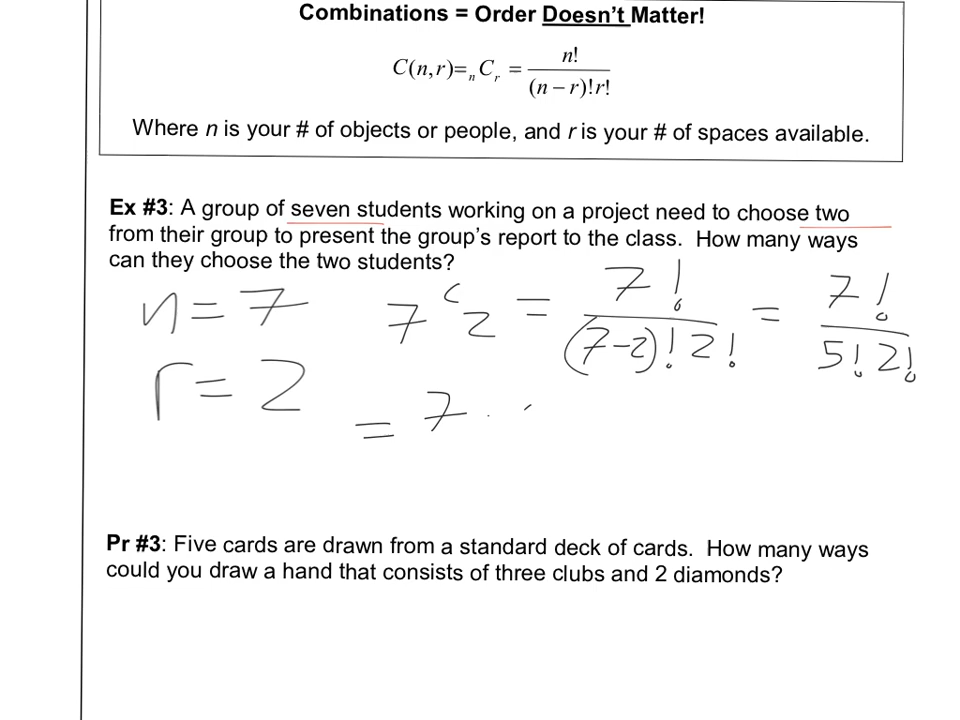 Combinations = Order Doesn't Matter!
C(n,r)=ₙCᵣ = n! / (n – r)!r!
Where n is your # of objects or people, and r is your # of spaces available.
Ex #3: A group of seven students working on a project need to choose two
from their group to present the group's report to the class. How many ways
can they choose the two students?
n = 7   7C2 = 7! / (7-2)! 2! = 7! / 5! 2!
r = 2   = 7 ·
Pr #3: Five cards are drawn from a standard deck of cards. How many ways
could you draw a hand that consists of three clubs and 2 diamonds?